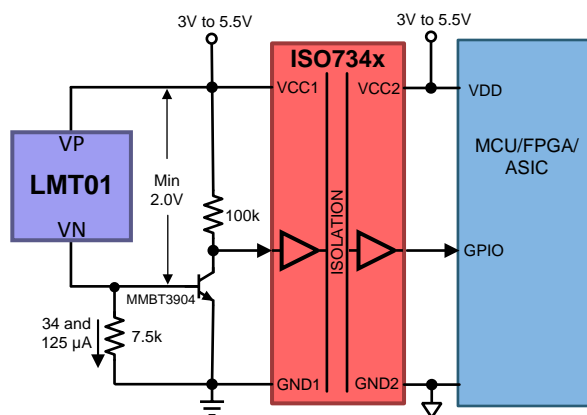 3V to 5.5V
3V to 5.5V
ISO734x
VCC1
VCC2
VDD
VP
LMT01
VN
Min
2.0V
100k
ISOLATION
MCU/FPGA/
ASIC
GPIO
MMBT3904
34 and
125 µA
7.5k
GND1
GND2